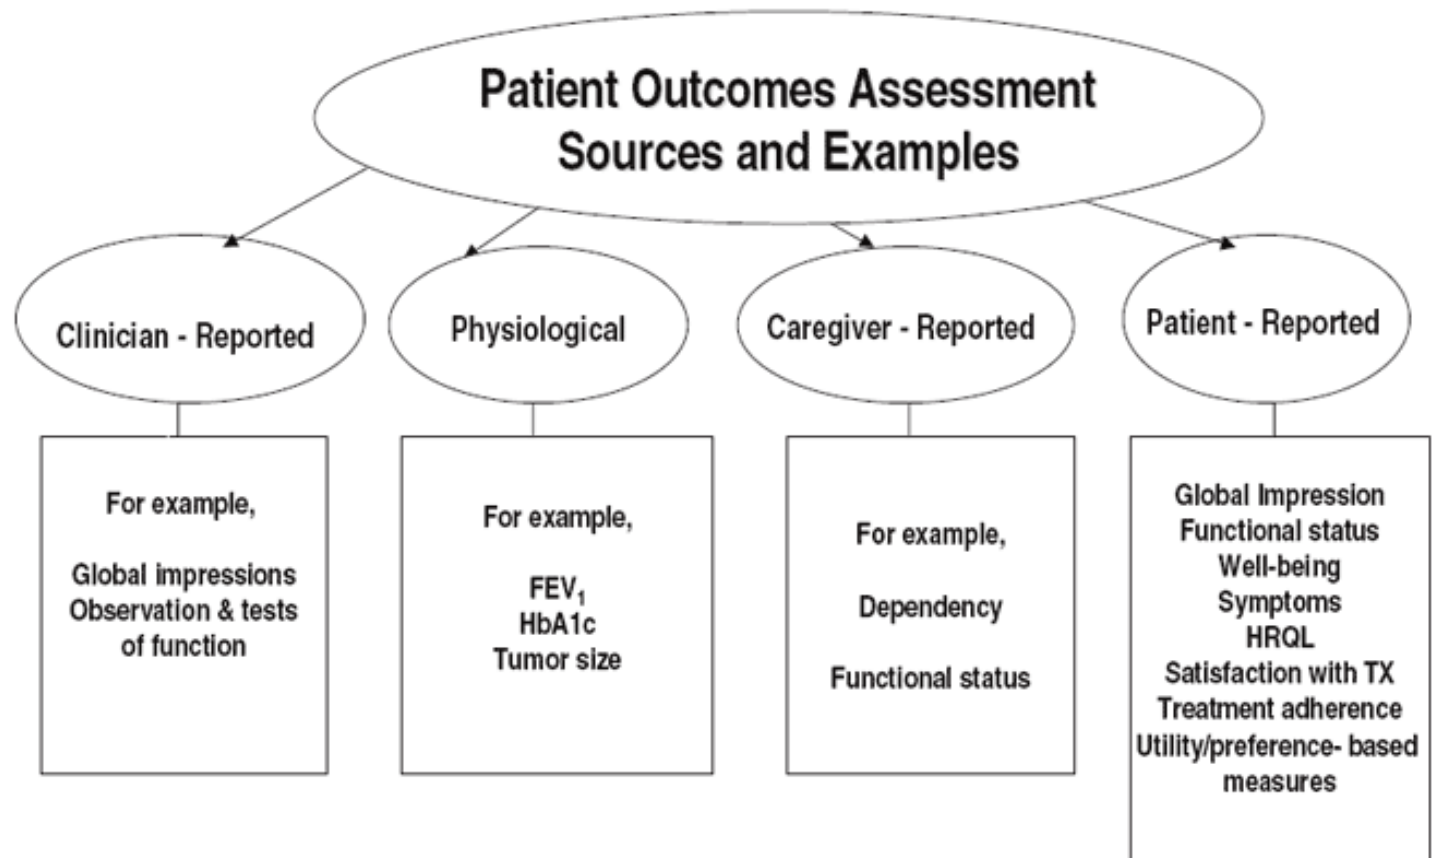 Patient Outcomes Assessment
Sources and Examples
Clinician - Reported
Physiological
Caregiver - Reported
Patient - Reported
For example,
Global impressions
Observation & tests
of function
For example,
FEV₁
HbA1c
Tumor size
For example,
Dependency
Functional status
Global Impression
Functional status
Well-being
Symptoms
HRQL
Satisfaction with TX
Treatment adherence
Utility/preference- based
measures